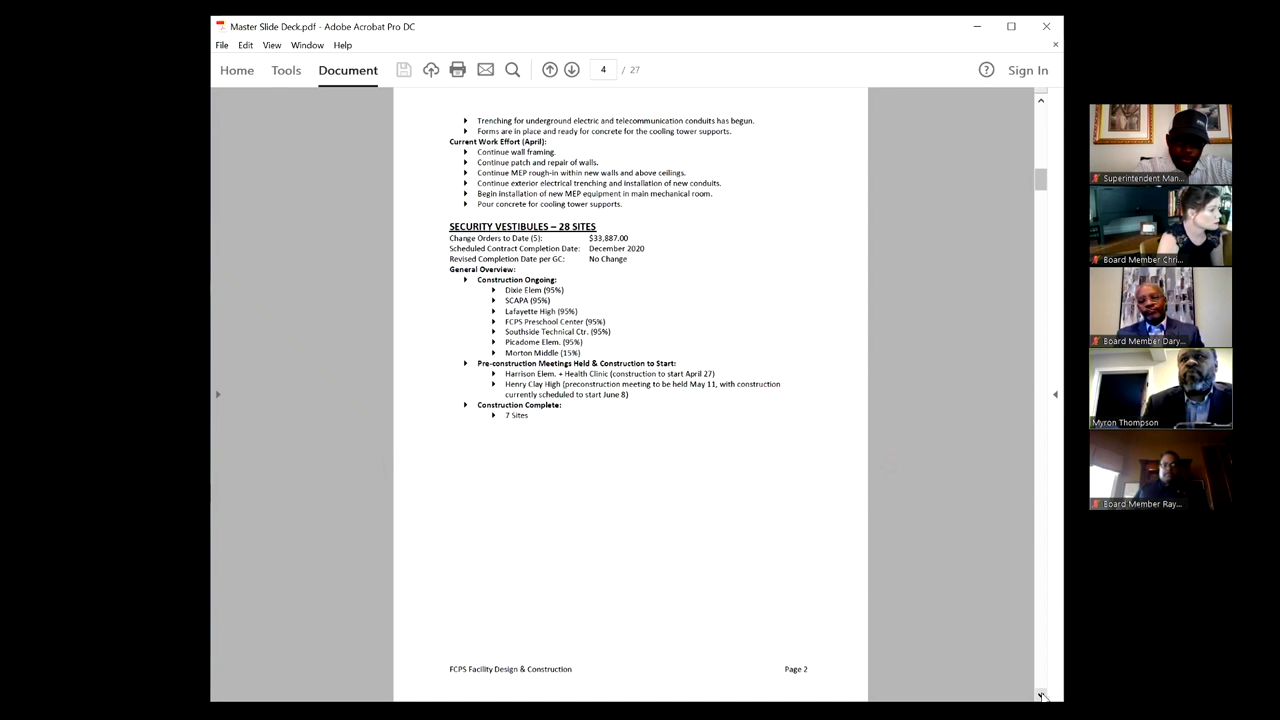 Master Slide Deck.pdf - Adobe Acrobat Pro DC
File Edit View Window Help
Home Tools Document 4 / 27 Sign In
Trenching for underground electric and telecommunication conduits has begun.
Forms are in place and ready for concrete for the cooling tower supports.
Current Work Effort (April):
Continue wall framing.
Continue patch and repair of walls.
Continue MEP rough-in within new walls and above ceilings.
Continue exterior electrical trenching and installation of new conduits.
Begin installation of new MEP equipment in main mechanical room.
Pour concrete for cooling tower supports.
SECURITY VESTIBULES – 28 SITES
Change Orders to Date (5): $33,887.00
Scheduled Contract Completion Date: December 2020
Revised Completion Date per GC: No Change
General Overview:
Construction Ongoing:
Dixie Elem (95%)
SCAPA (95%)
Lafayette High (95%)
FCPS Preschool Center (95%)
Southside Technical Ctr. (95%)
Picadome Elem. (95%)
Morton Middle (15%)
Pre-construction Meetings Held & Construction to Start:
Harrison Elem. + Health Clinic (construction to start April 27)
Henry Clay High (preconstruction meeting to be held May 11, with construction
currently scheduled to start June 8)
Construction Complete:
7 Sites
FCPS Facility Design & Construction Page 2
Superintendent Man...
Board Member Chri...
Board Member Dary...
Myron Thompson
Board Member Ray...